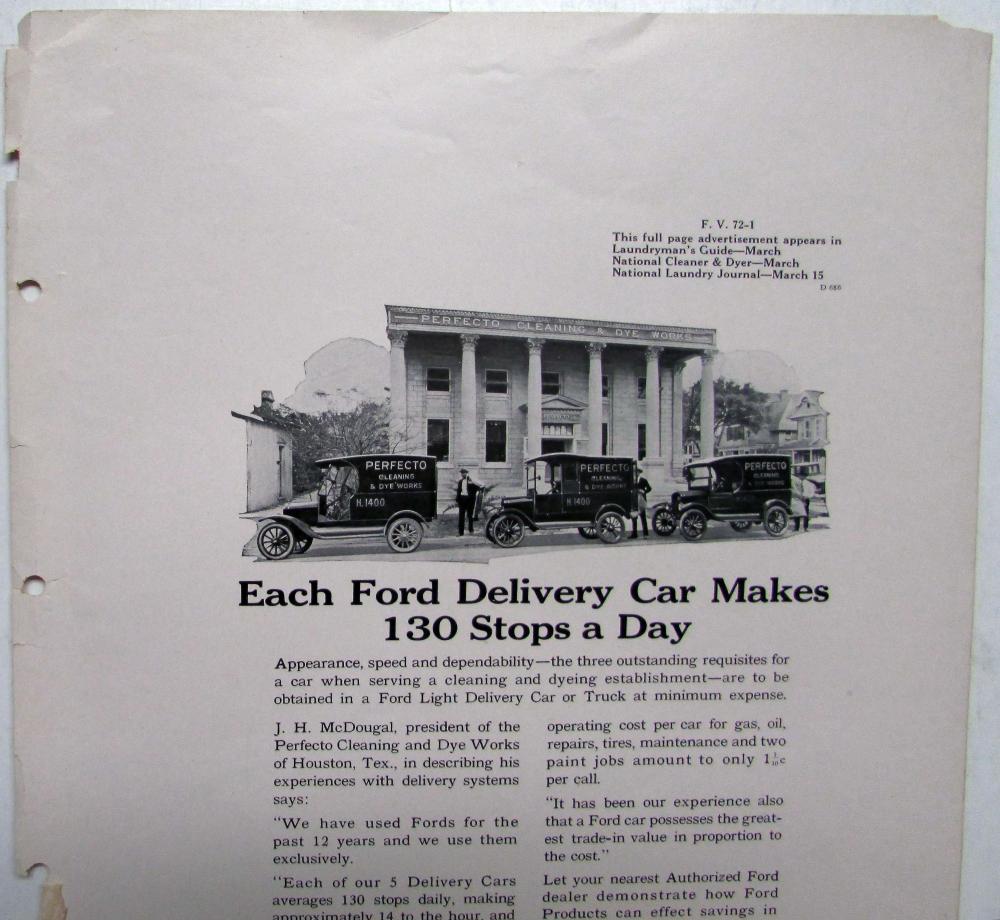 F. V. 72-1
This full page advertisement appears in
Laundryman's Guide—March
National Cleaner & Dyer—March
National Laundry Journal—March 15
D 686
PERFECTO CLEANING & DYE WORKS
PERFECTO
CLEANING
& DYE WORKS
H.1400
PERFECTO
CLEANING
& DYE WORKS
H.1400
PERFECTO
CLEANING
& DYE WORKS
Each Ford Delivery Car Makes
130 Stops a Day
Appearance, speed and dependability—the three outstanding requisites for
a car when serving a cleaning and dyeing establishment—are to be
obtained in a Ford Light Delivery Car or Truck at minimum expense.
J. H. McDougal, president of the
Perfecto Cleaning and Dye Works
of Houston, Tex., in describing his
experiences with delivery systems
says:
"We have used Fords for the
past 12 years and we use them
exclusively.
"Each of our 5 Delivery Cars
averages 130 stops daily, making
approximately 14 to the hour, and
operating cost per car for gas, oil,
repairs, tires, maintenance and two
paint jobs amount to only
per call.
"It has been our experience also
that a Ford car possesses the great-
est trade-in value in proportion to
the cost."
Let your nearest Authorized Ford
dealer demonstrate how Ford
Products can effect savings in